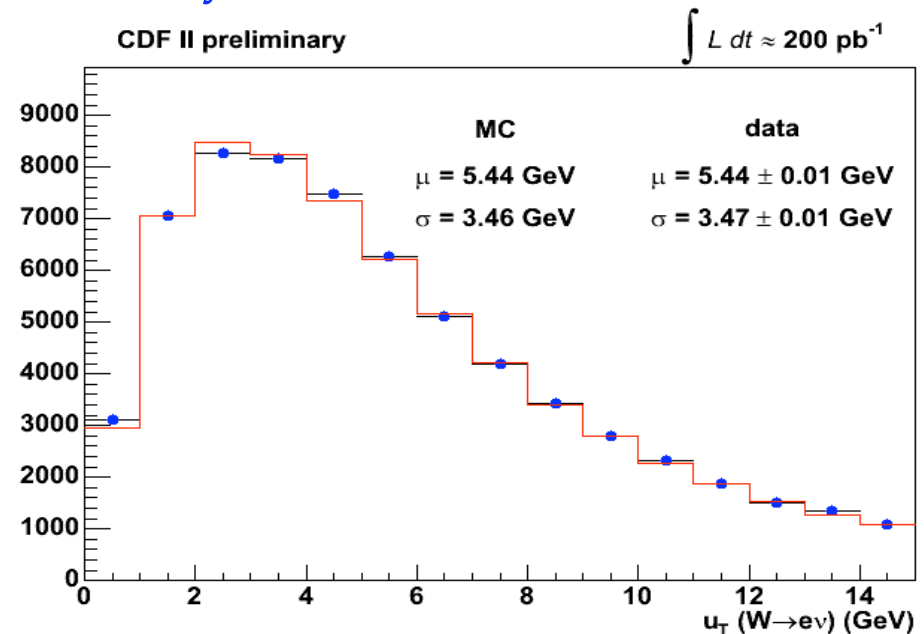 CDF II preliminary
∫ L dt ≈ 200 pb⁻¹
MC data
μ = 5.44 GeV μ = 5.44 ± 0.01 GeV
σ = 3.46 GeV σ = 3.47 ± 0.01 GeV
9000
8000
7000
6000
5000
4000
3000
2000
1000
0
0 2 4 6 8 10 12 14
u_T (W→eν) (GeV)